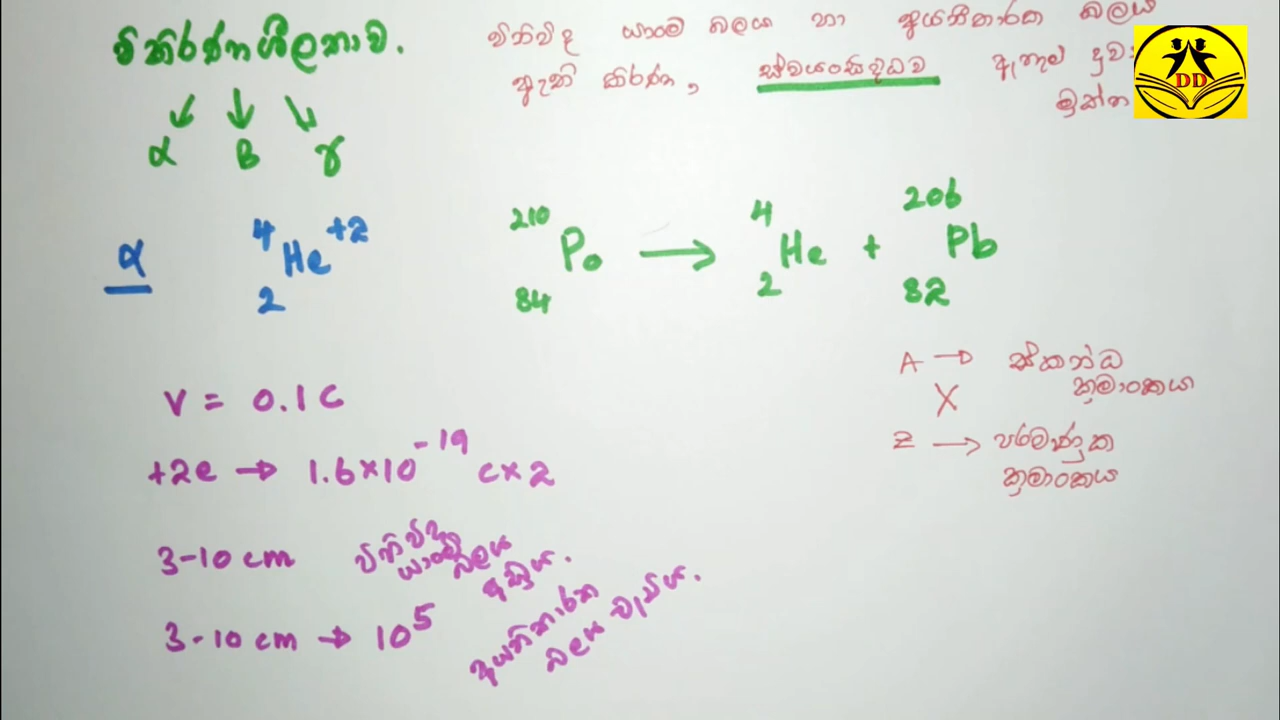 විකිරණශීලතාව.
α B γ
විනිවිද යාමේ බලය හා අයනීකාරක බලය
ඇති කිරණ, ස්වයංසිද්ධව ඇතැම්
මුක්ත
DD
α ⁴₂He⁺²
²¹⁰₈₄Po → ⁴₂He + ²⁰⁶₈₂Pb
A → ස්කන්ධ ක්‍රමාංකය
X
Z → පරමාණුක ක්‍රමාංකය
V = 0.1 C
+2e → 1.6×10⁻¹⁹ C×2
3-10 cm විනිවිද යාමේ බලය අඩුය.
3-10 cm → 10⁵ අයනීකාරක බලය වැඩිය.